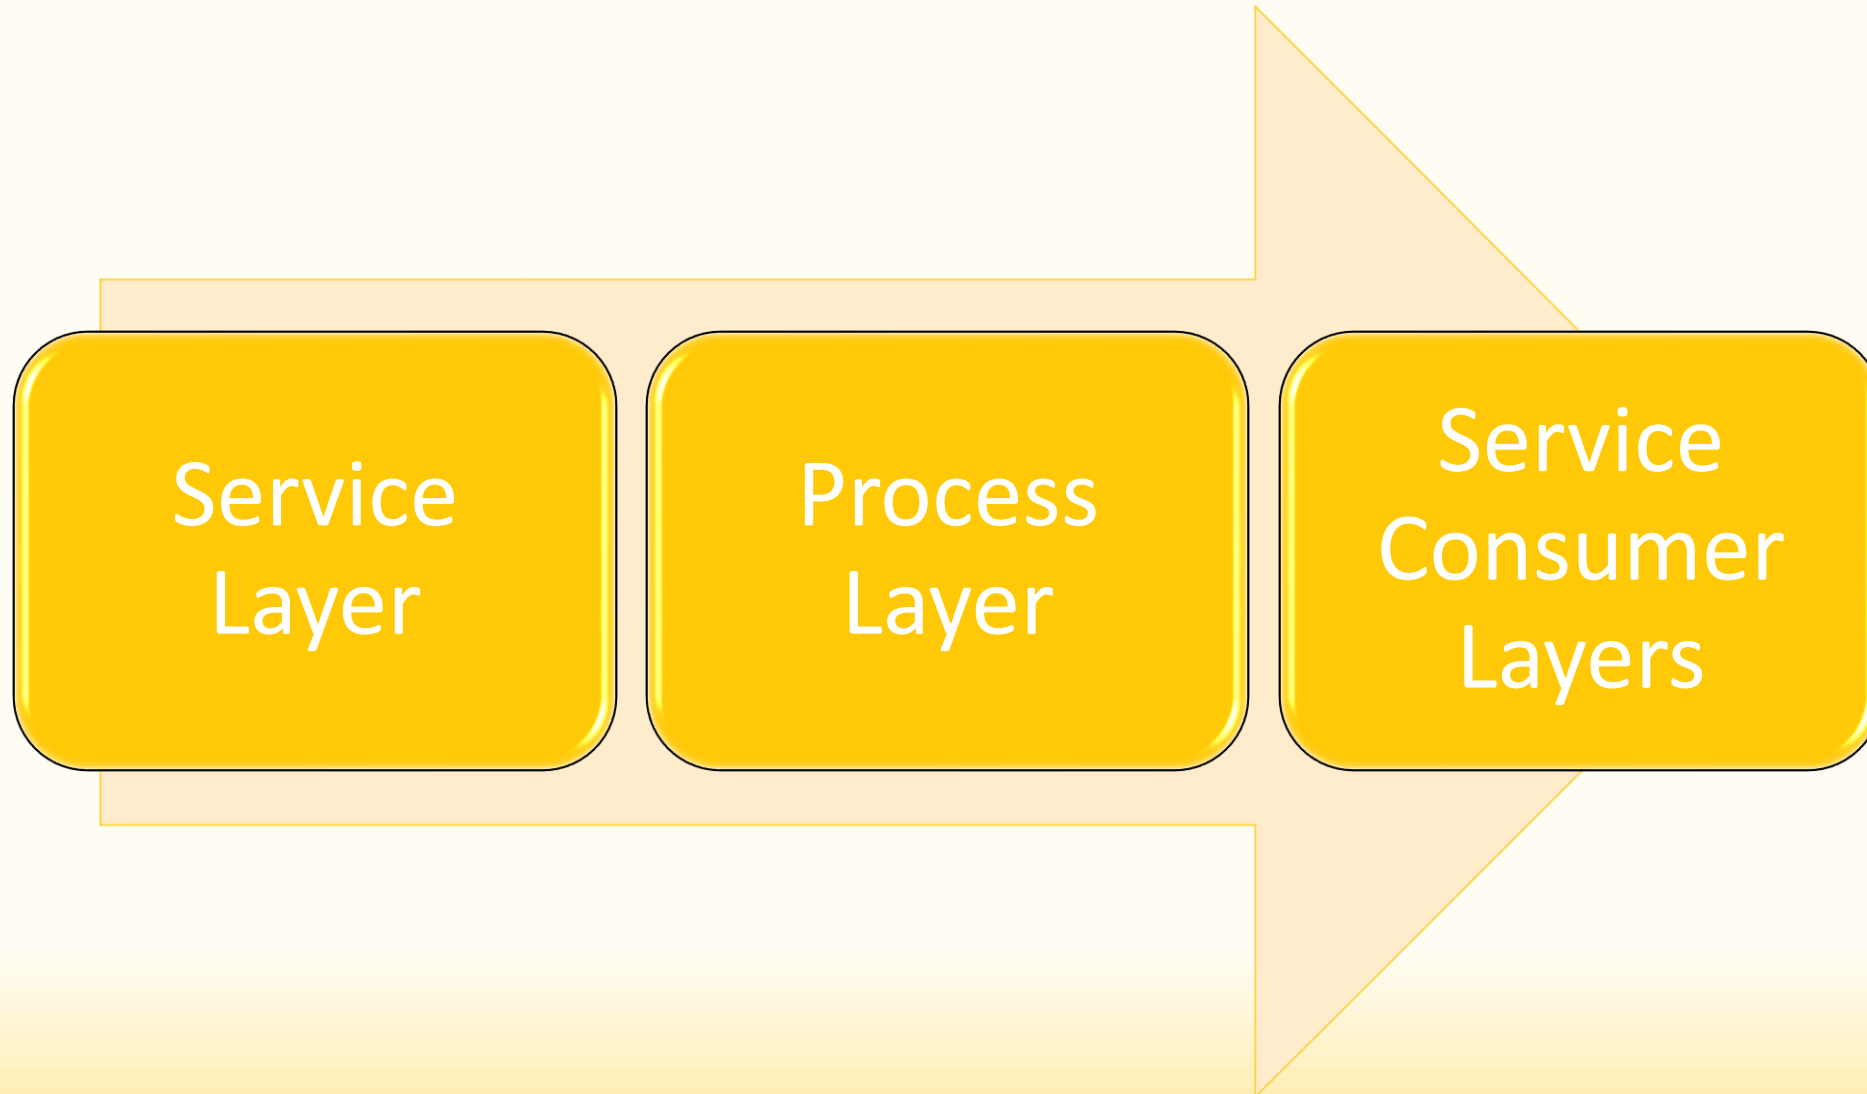 Service
Layer
Process
Layer
Service
Consumer
Layers